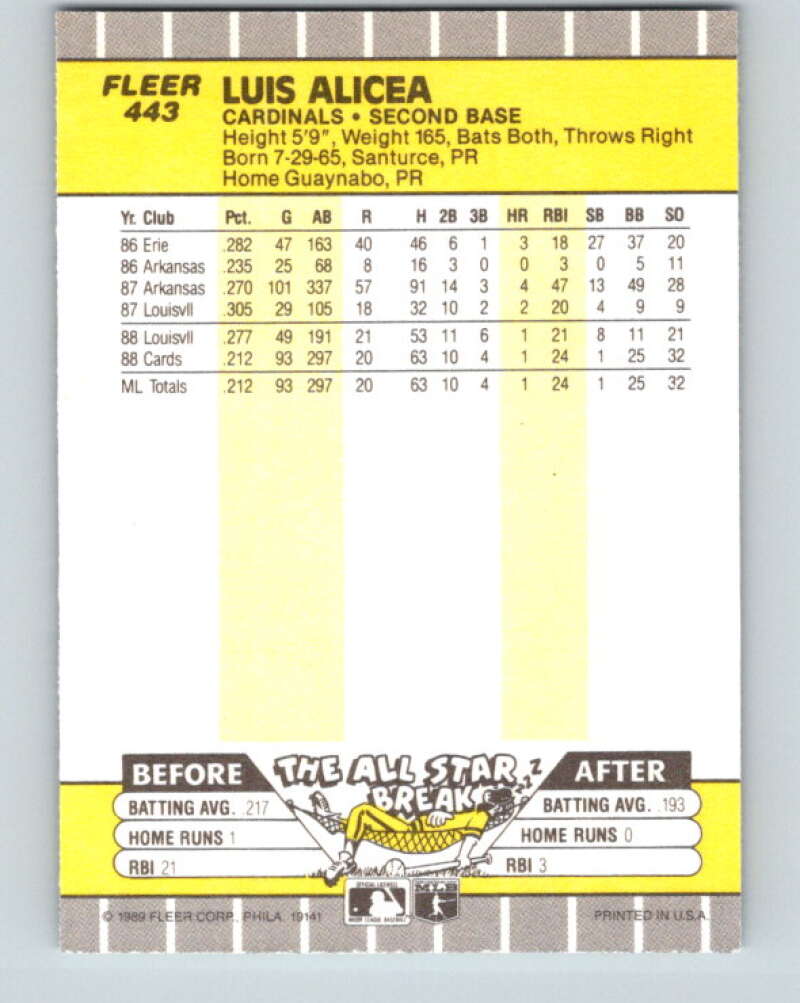 FLEER LUIS ALICEA
443 CARDINALS • SECOND BASE
Height 5'9", Weight 165, Bats Both, Throws Right
Born 7-29-65, Santurce, PR
Home Guaynabo, PR
Yr. Club Pct. G AB R H 2B 3B HR RBI SB BB SO
86 Erie .282 47 163 40 46 6 1 3 18 27 37 20
86 Arkansas .235 25 68 8 16 3 0 0 3 0 5 11
87 Arkansas .270 101 337 57 91 14 3 4 47 13 49 28
87 Louisvll .305 29 105 18 32 10 2 2 20 4 9 9
88 Louisvll .277 49 191 21 53 11 6 1 21 8 11 21
88 Cards .212 93 297 20 63 10 4 1 24 1 25 32
ML Totals .212 93 297 20 63 10 4 1 24 1 25 32
BEFORE THE ALL STAR BREAK ZZZZ AFTER
BATTING AVG. .217 BATTING AVG. .193
HOME RUNS 1 HOME RUNS 0
RBI 21 RBI 3
OFFICIAL LICENSEE MLB
MAJOR LEAGUE BASEBALL
© 1989 FLEER CORP., PHILA. 19141 PRINTED IN U.S.A.